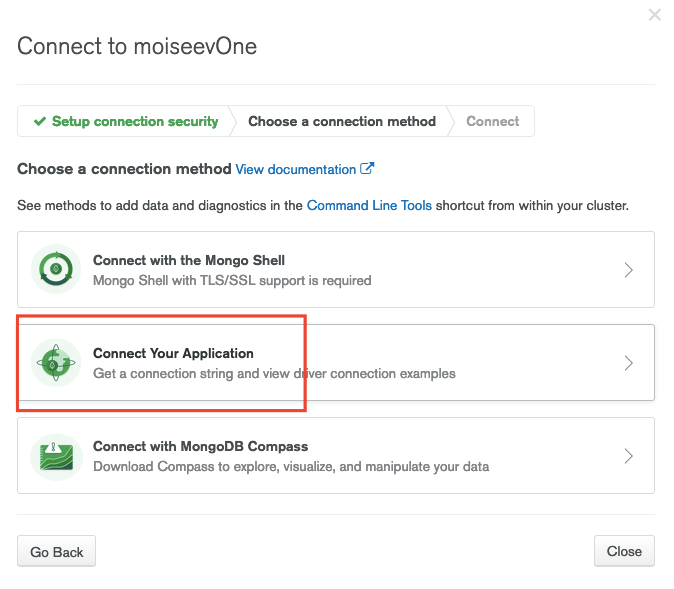 Connect to moiseevOne
Setup connection security Choose a connection method Connect
Choose a connection method View documentation
See methods to add data and diagnostics in the Command Line Tools shortcut from within your cluster.
Connect with the Mongo Shell
Mongo Shell with TLS/SSL support is required
Connect Your Application
Get a connection string and view driver connection examples
Connect with MongoDB Compass
Download Compass to explore, visualize, and manipulate your data
Go Back Close